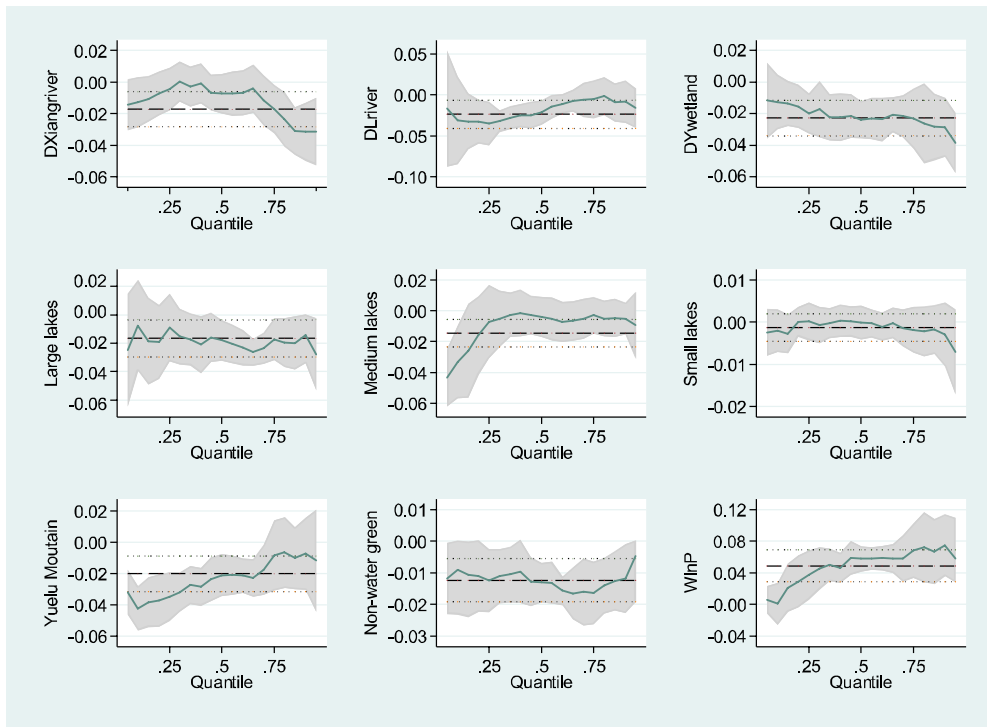 DXiangriver
0.02
0.00
-0.02
-0.04
-0.06
.25 .5 .75
Quantile
DLriver
0.05
0.00
-0.05
-0.10
.25 .5 .75
Quantile
DYwetland
0.02
0.00
-0.02
-0.04
-0.06
.25 .5 .75
Quantile
Large lakes
0.02
0.00
-0.02
-0.04
-0.06
.25 .5 .75
Quantile
Medium lakes
0.02
0.00
-0.02
-0.04
-0.06
.25 .5 .75
Quantile
Small lakes
0.01
0.00
-0.01
-0.02
.25 .5 .75
Quantile
Yuelu Moutain
0.02
0.00
-0.02
-0.04
-0.06
.25 .5 .75
Quantile
Non-water green
0.01
0.00
-0.01
-0.02
-0.03
.25 .5 .75
Quantile
WInP
0.12
0.08
0.04
-0.00
-0.04
.25 .5 .75
Quantile